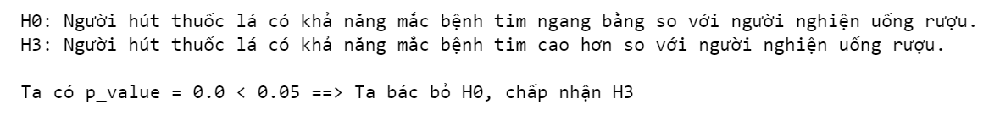 H0: Người hút thuốc lá có khả năng mắc bệnh tim ngang bằng so với người nghiện uống rượu.
H3: Người hút thuốc lá có khả năng mắc bệnh tim cao hơn so với người nghiện uống rượu.
Ta có p_value = 0.0 < 0.05 ==> Ta bác bỏ H0, chấp nhận H3